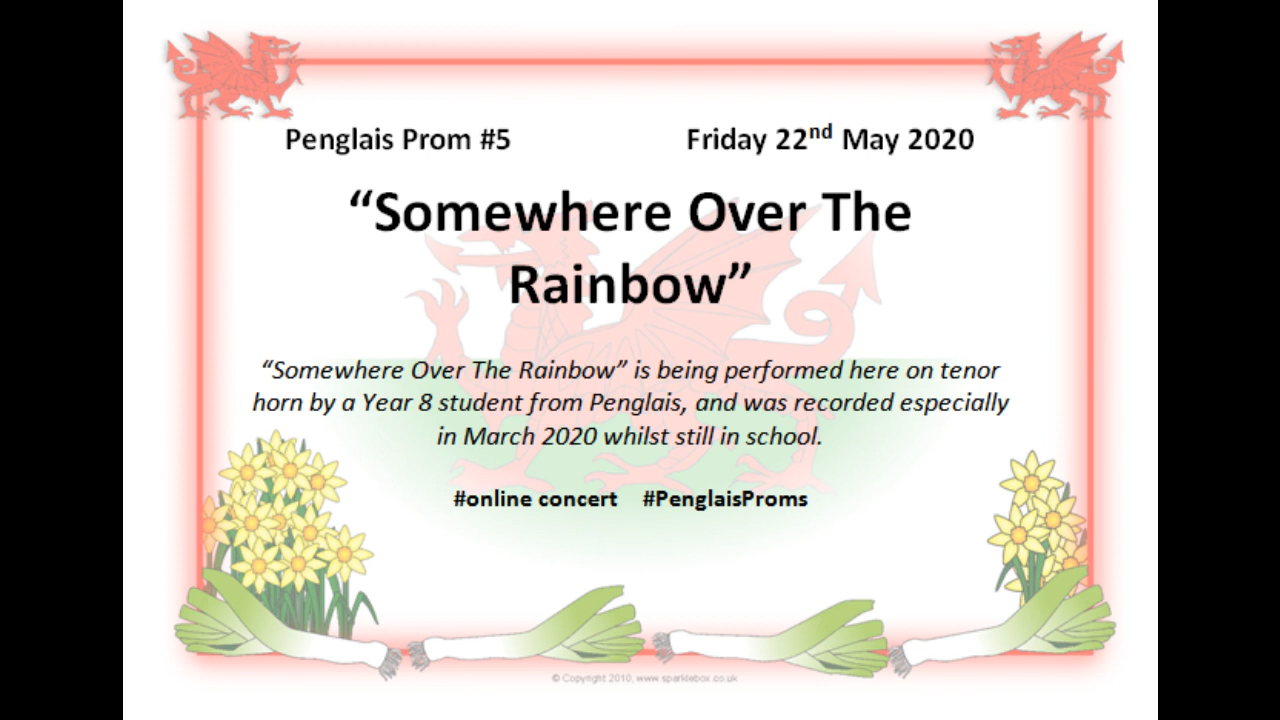 Penglais Prom #5 Friday 22nd May 2020
“Somewhere Over The
Rainbow”
“Somewhere Over The Rainbow” is being performed here on tenor
horn by a Year 8 student from Penglais, and was recorded especially
in March 2020 whilst still in school.
#online concert #PenglaisProms
© Copyright 2010, www.sparklebox.co.uk